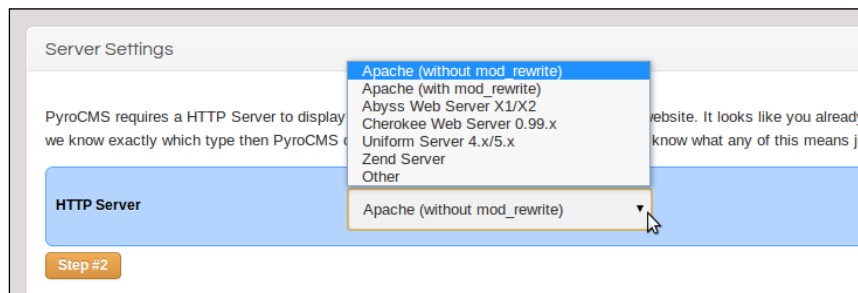 Server Settings
Apache (without mod_rewrite)
Apache (with mod_rewrite)
Abyss Web Server X1/X2
Cherokee Web Server 0.99.x
Uniform Server 4.x/5.x
Zend Server
Other
PyroCMS requires a HTTP Server to display ebsite. It looks like you already
we know exactly which type then PyroCMS know what any of this means j
HTTP Server
Apache (without mod_rewrite)
Step #2